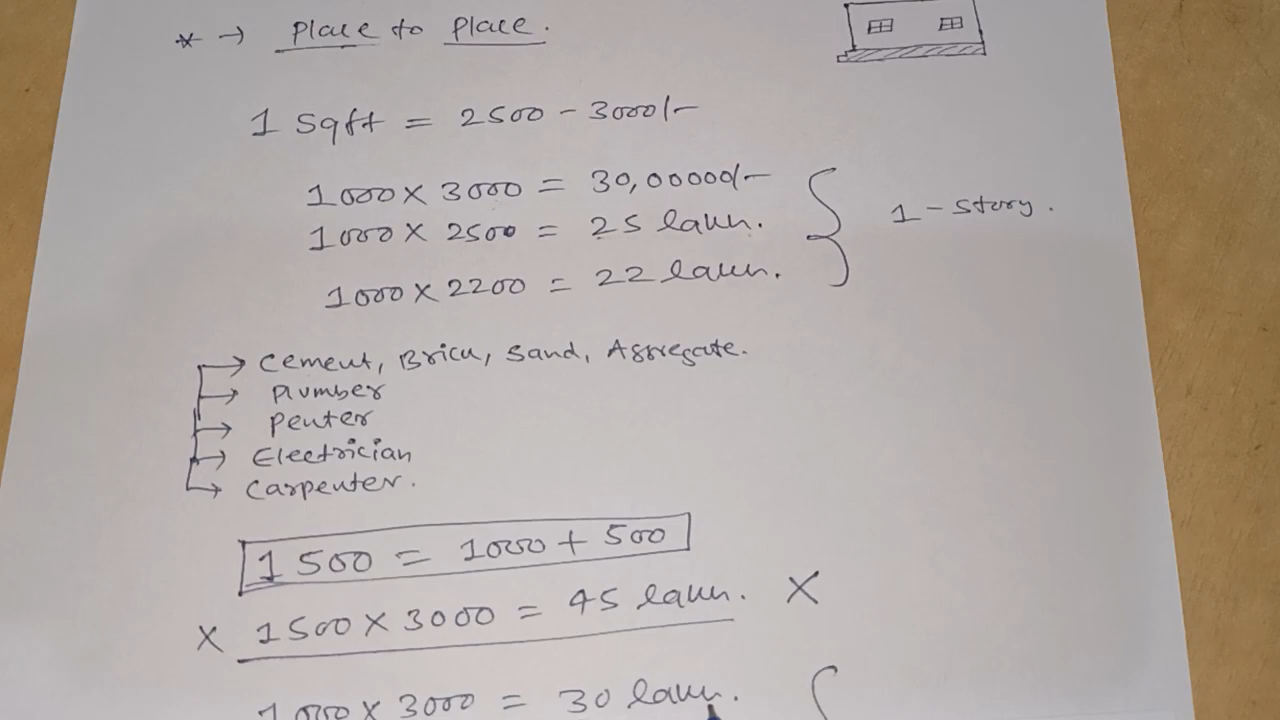 * → Place to Place.
1 Sqft = 2500 - 3000/-
1000 X 3000 = 30,00000/-
1000 X 2500 = 25 lakh.
1000 X 2200 = 22 lakh.
1 - Story.
→ Cement, Brick, Sand, Aggregate.
→ Plumber
→ Penter
→ Electrician
→ Carpenter.
1500 = 1000 + 500
X 1500 X 3000 = 45 lakh. X
1000 X 3000 = 30 lakh.